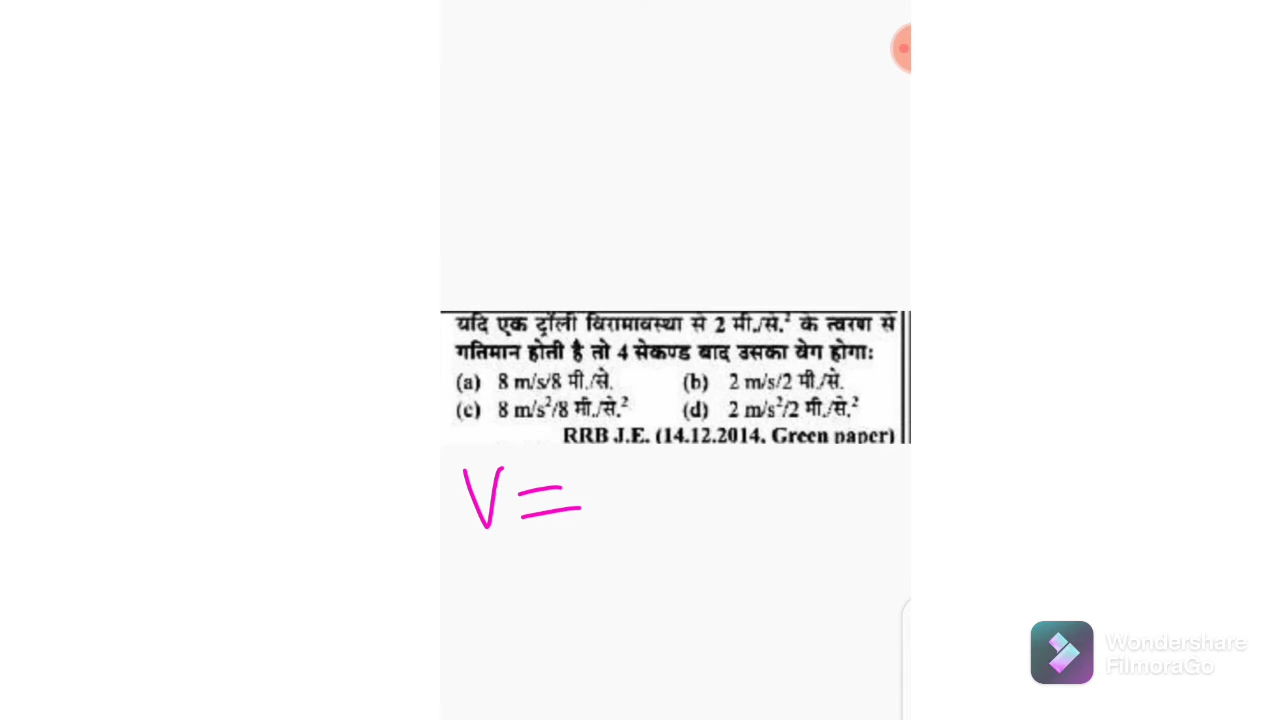 यदि एक ट्रॉली विरामावस्था से 2 मी./से.² के त्वरण से
गतिमान होती है तो 4 सेकण्ड बाद उसका वेग होगा:
(a) 8 m/s/8 मी./से. (b) 2 m/s/2 मी./से.
(c) 8 m/s²/8 मी./से.² (d) 2 m/s²/2 मी./से.²
RRB J.E. (14.12.2014, Green paper)
V=
Wondershare
FilmoraGo